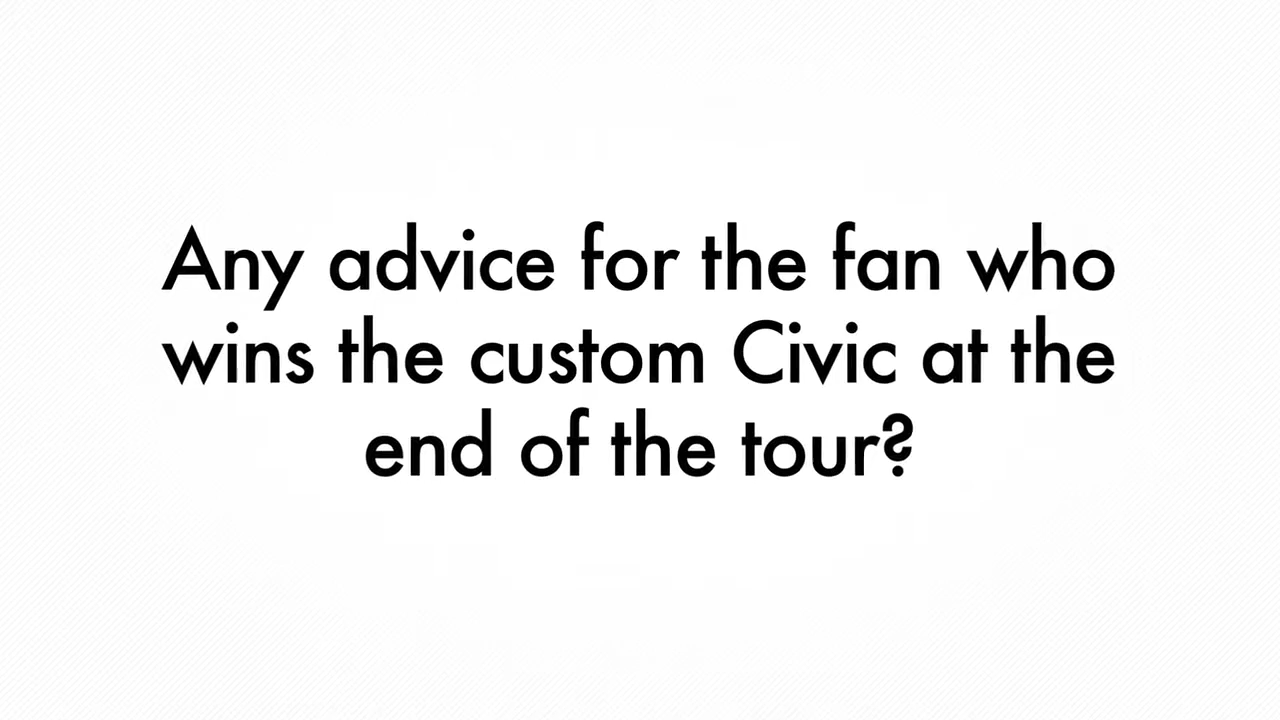 Any advice for the fan who
wins the custom Civic at the
end of the tour?